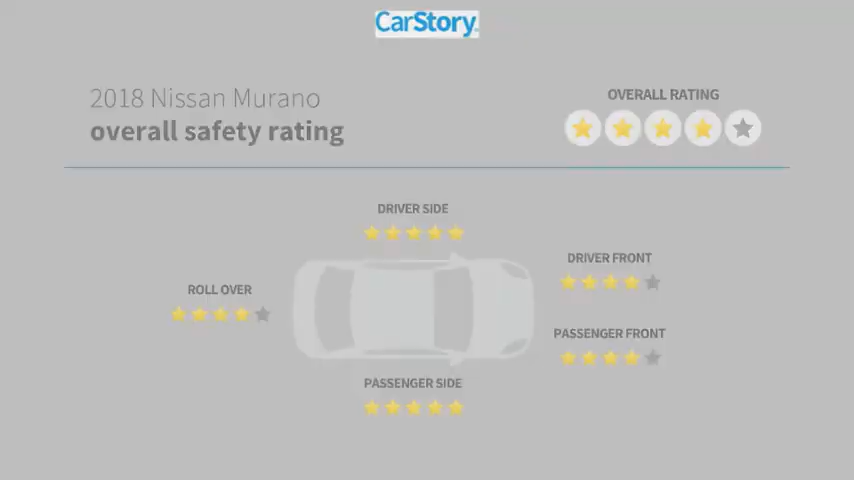 CarStory
2018 Nissan Murano
overall safety rating
OVERALL RATING
DRIVER SIDE
DRIVER FRONT
ROLL OVER
PASSENGER FRONT
PASSENGER SIDE